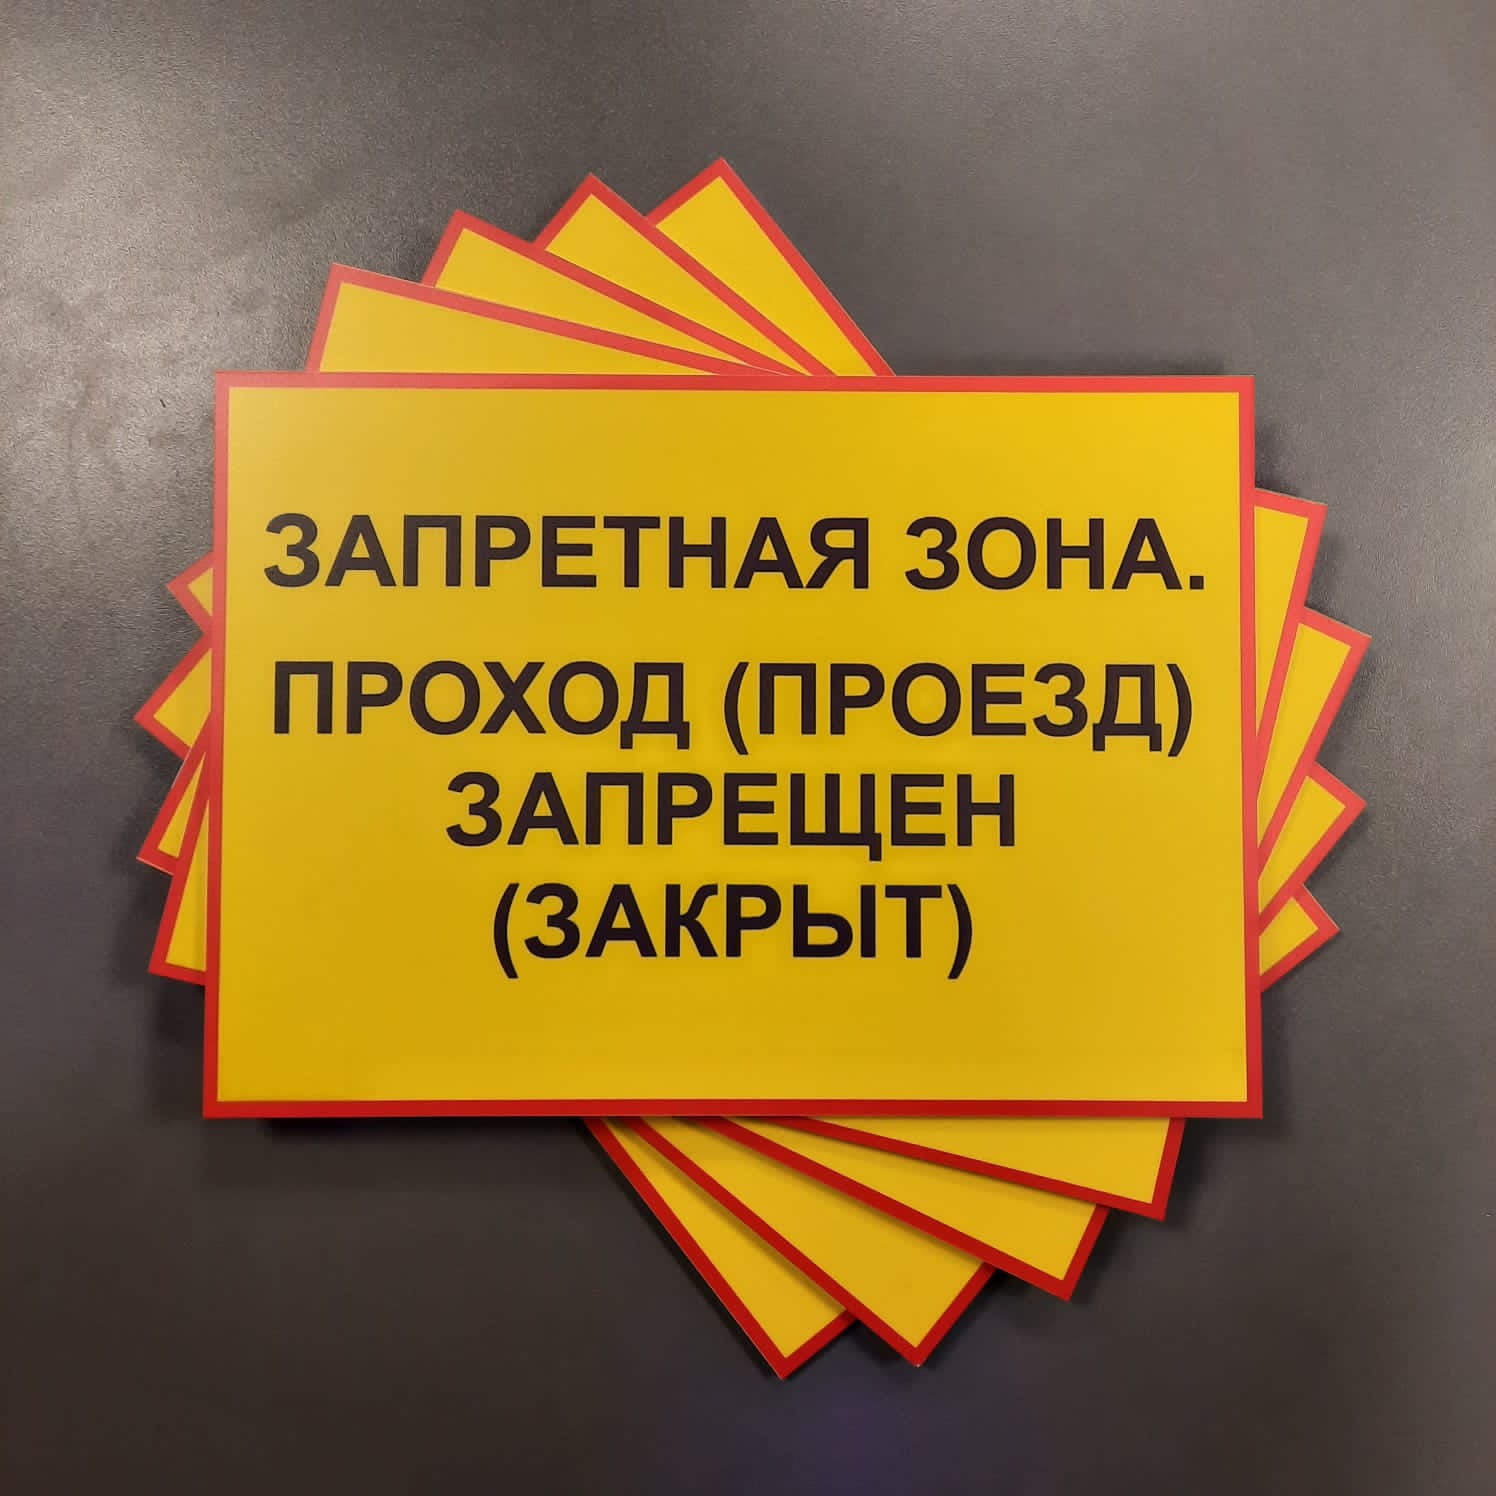 ЗАПРЕТНАЯ ЗОНА.
ПРОХОД (ПРОЕЗД)
ЗАПРЕЩЕН
(ЗАКРЫТ)